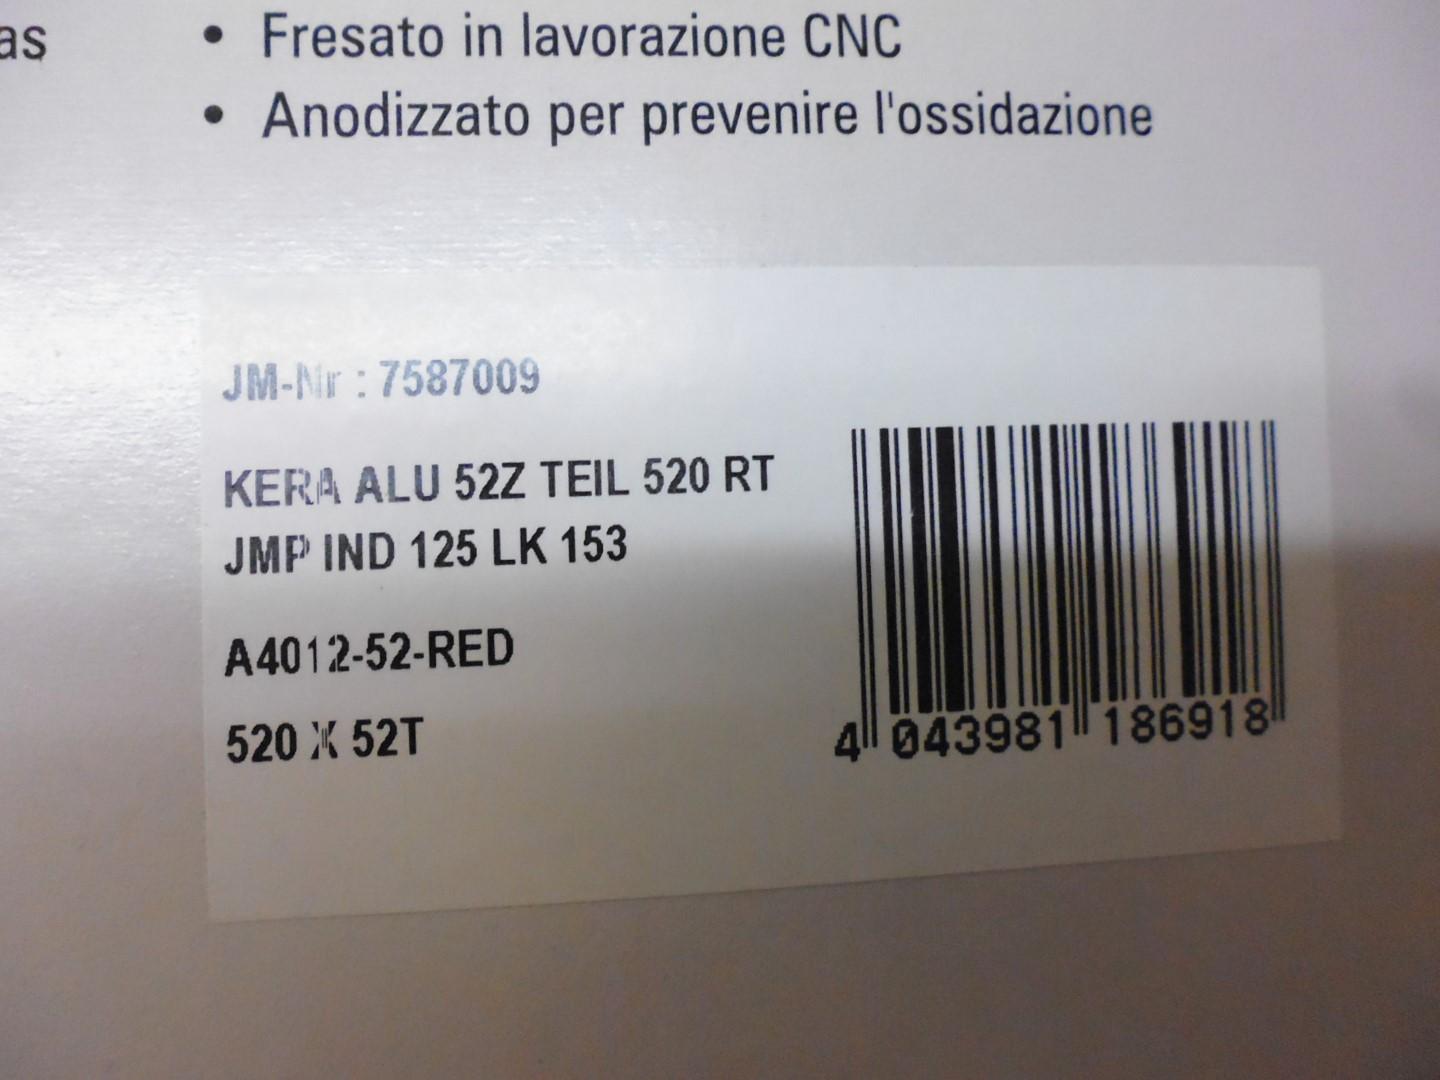 as
• Fresato in lavorazione CNC
• Anodizzato per prevenire l'ossidazione
JM-Nr : 7587009
KERA ALU 52Z TEIL 520 RT
JMP IND 125 LK 153
A4012-52-RED
520 X 52T
4 043981 186918